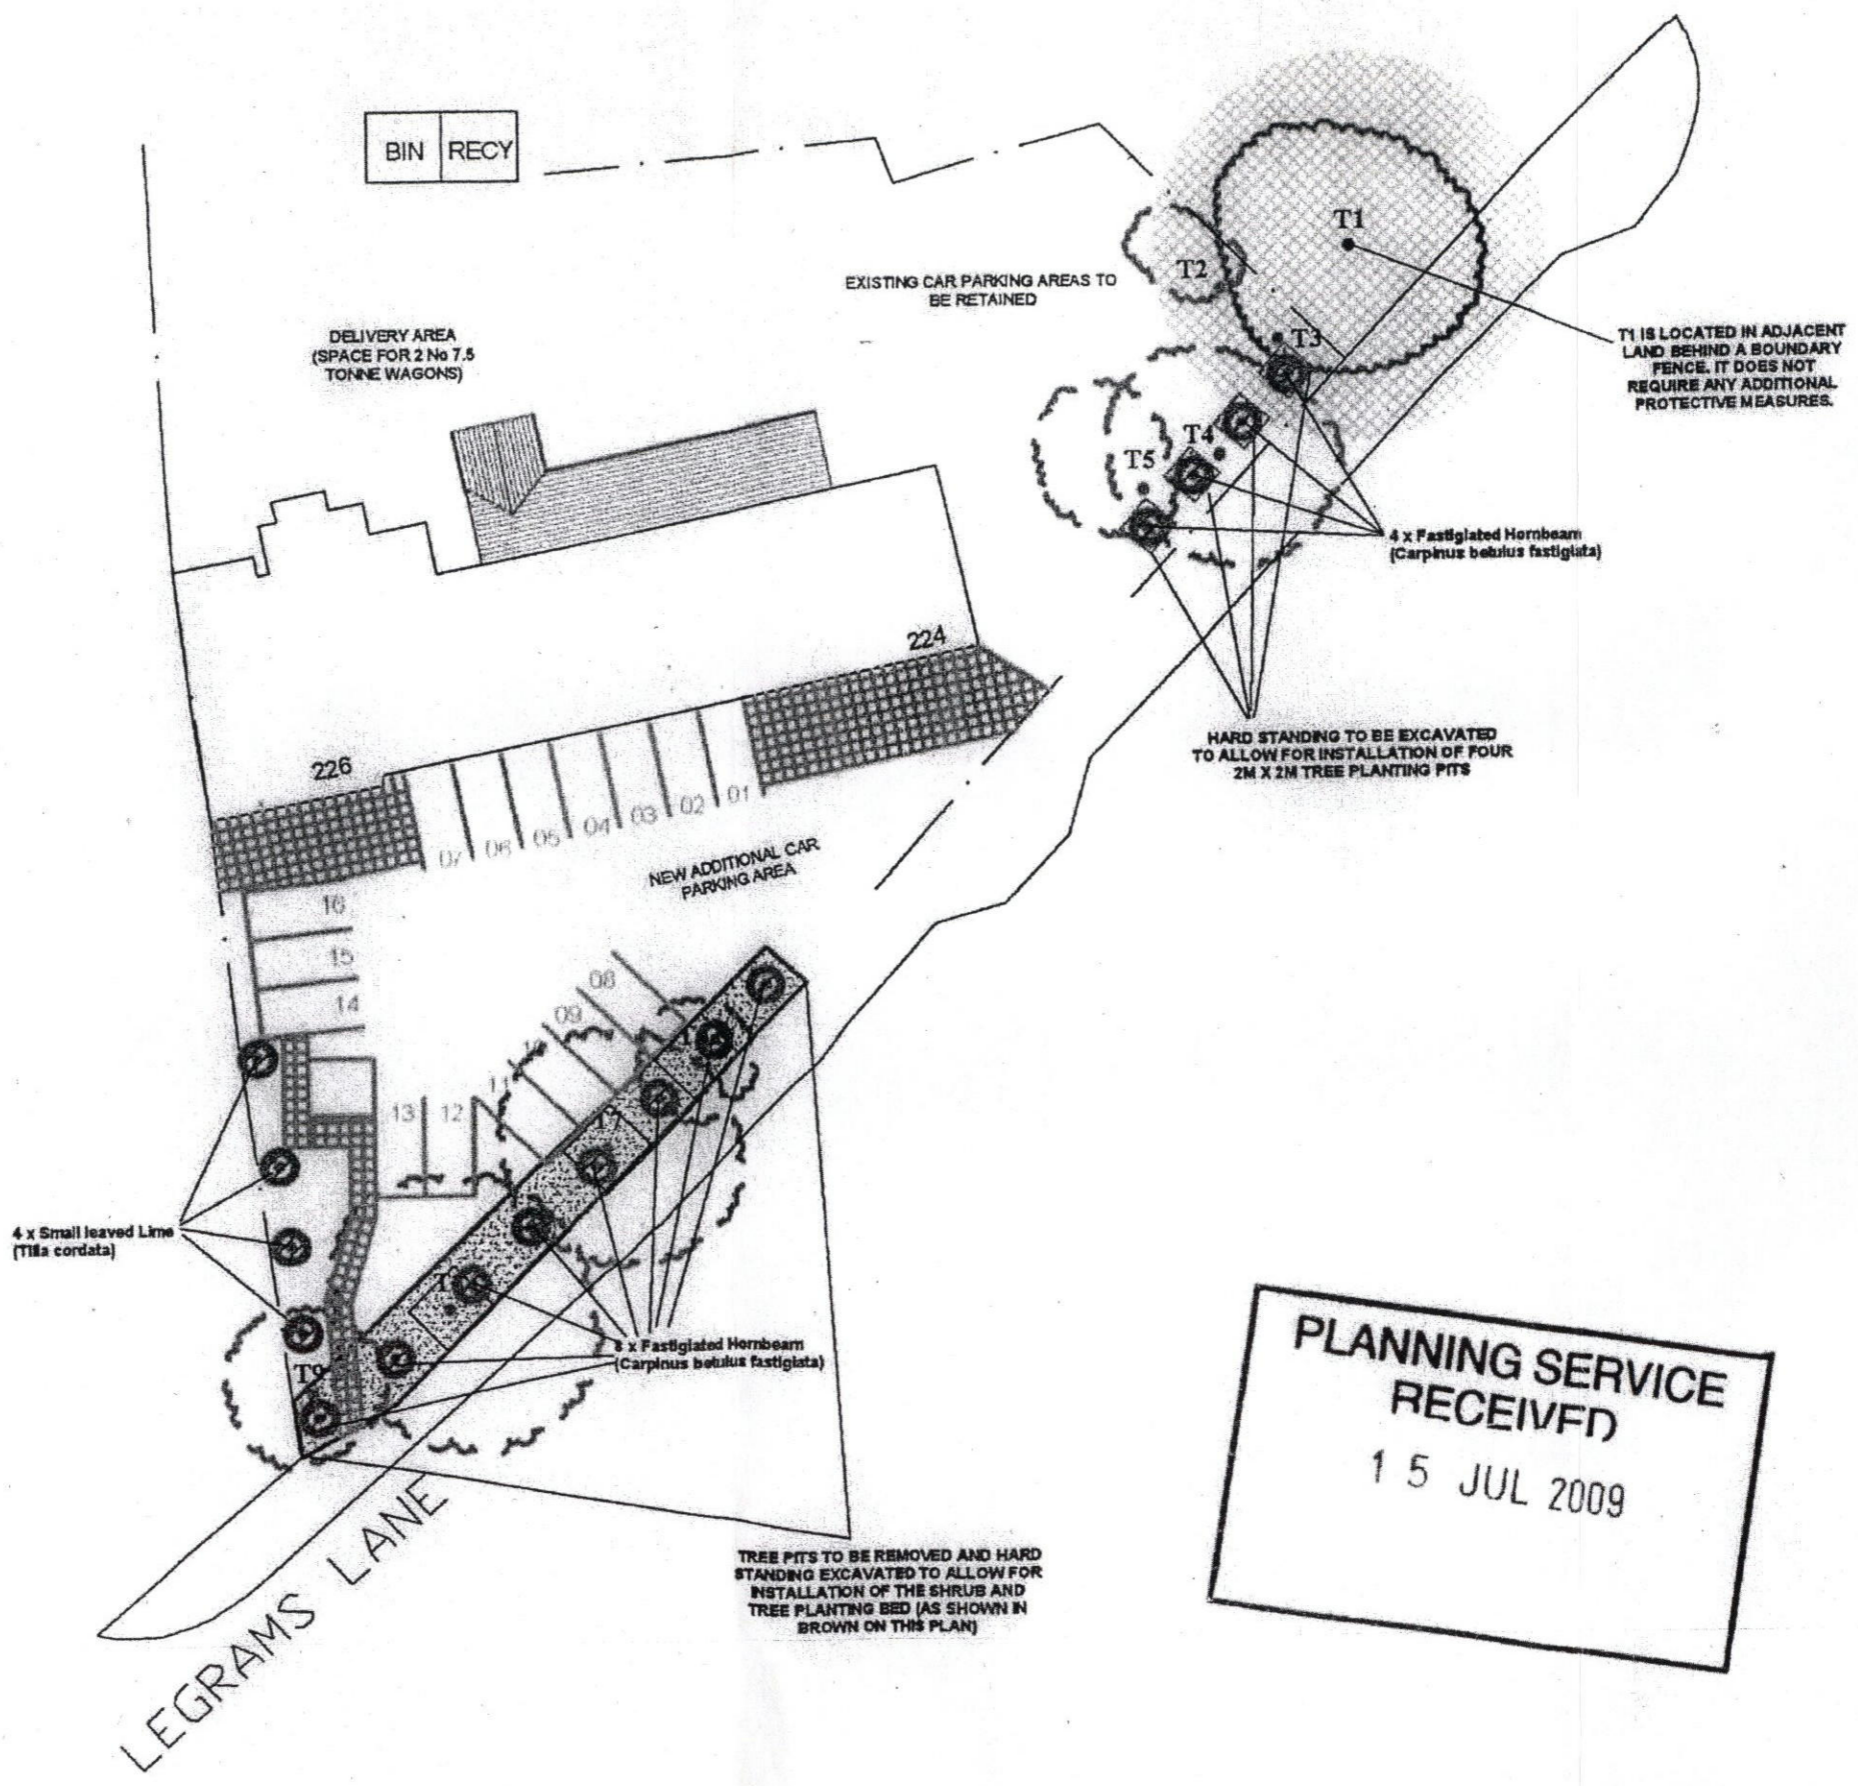 BIN RECY
T1
T2
EXISTING CAR PARKING AREAS TO
BE RETAINED
DELIVERY AREA
(SPACE FOR 2 No 7.5
TONNE WAGONS)
T3
T1 IS LOCATED IN ADJACENT
LAND BEHIND A BOUNDARY
FENCE. IT DOES NOT
REQUIRE ANY ADDITIONAL
PROTECTIVE MEASURES.
T4
T5
4 x Fastigiated Hornbeam
(Carpinus betulus fastigiata)
224
HARD STANDING TO BE EXCAVATED
TO ALLOW FOR INSTALLATION OF FOUR
2M X 2M TREE PLANTING PITS
226
07 06 05 04 03 02 01
NEW ADDITIONAL CAR
PARKING AREA
16
15
14
08
09
10
11
13 12
4 x Small leaved Lime
(Tilia cordata)
8 x Fastigiated Hornbeam
(Carpinus betulus fastigiata)
T9
LEGRAMS LANE
TREE PITS TO BE REMOVED AND HARD
STANDING EXCAVATED TO ALLOW FOR
INSTALLATION OF THE SHRUB AND
TREE PLANTING BED (AS SHOWN IN
BROWN ON THIS PLAN)
PLANNING SERVICE
RECEIVED
15 JUL 2009